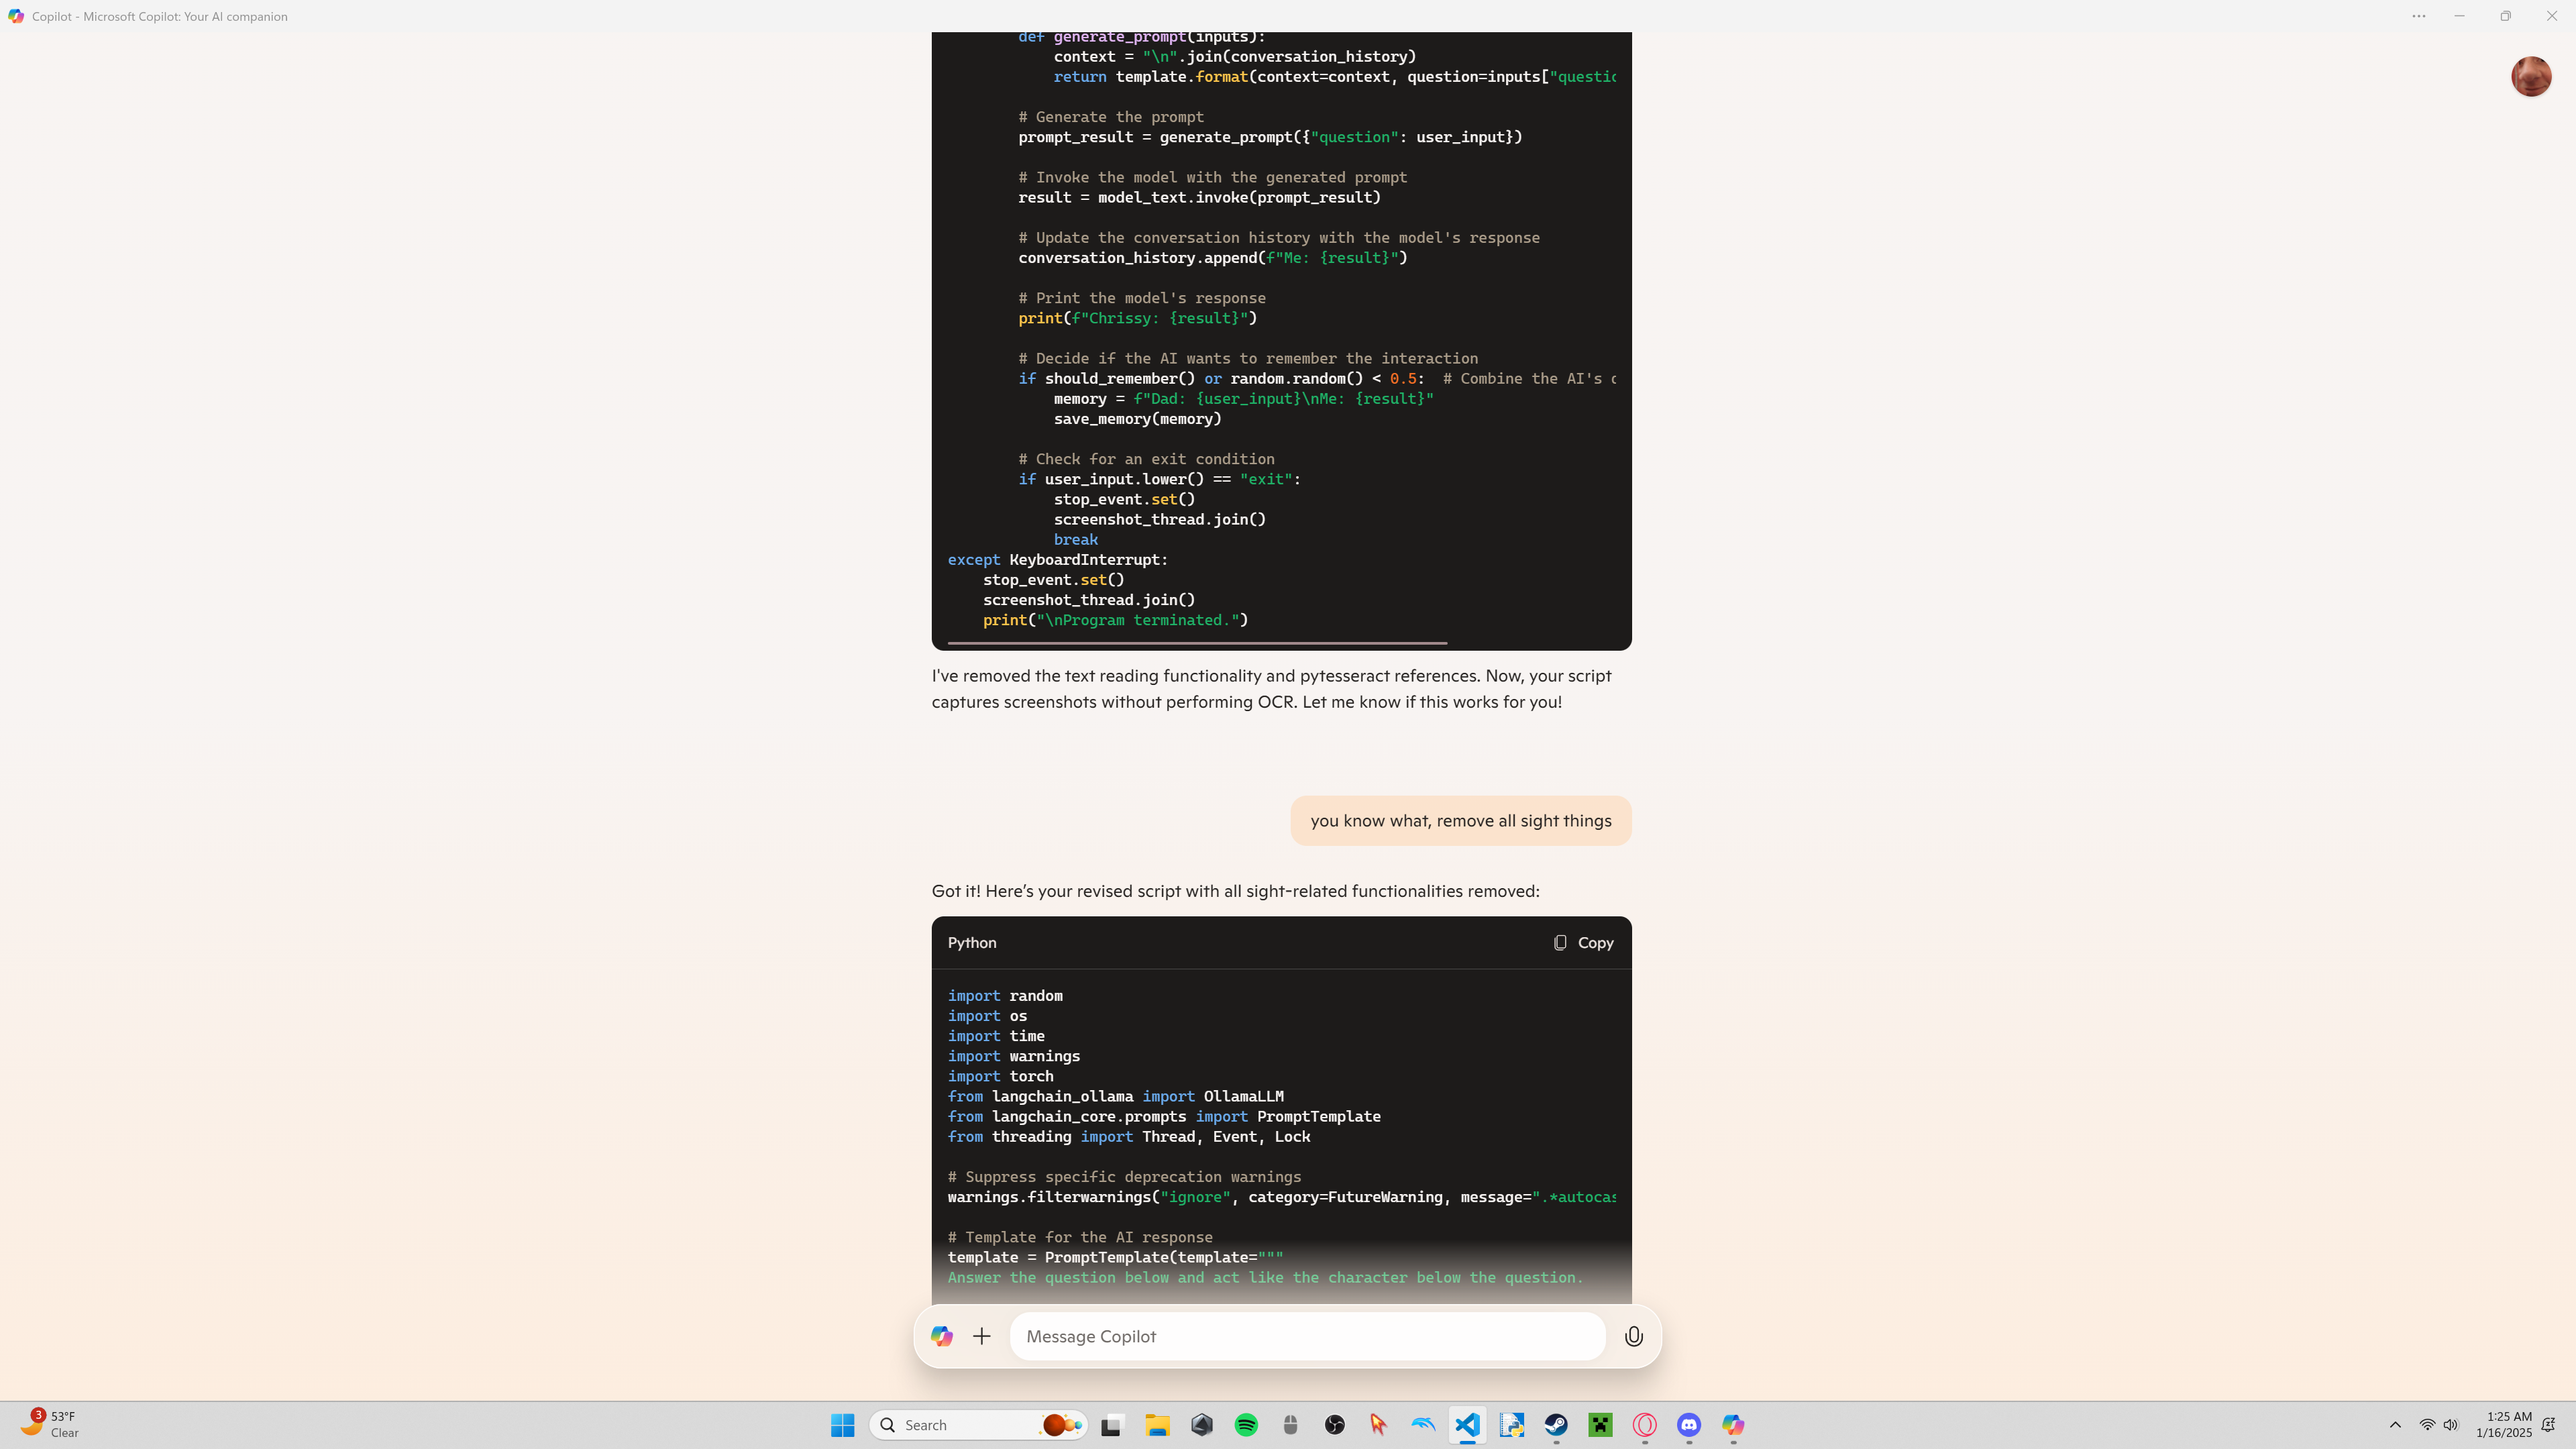 Copilot - Microsoft Copilot: Your AI companion
def generate_prompt(inputs):
context = "\n".join(conversation_history)
return template.format(context=context, question=inputs["questio
# Generate the prompt
prompt_result = generate_prompt({"question": user_input})
# Invoke the model with the generated prompt
result = model_text.invoke(prompt_result)
# Update the conversation history with the model's response
conversation_history.append(f"Me: {result}")
# Print the model's response
print(f"Chrissy: {result}")
# Decide if the AI wants to remember the interaction
if should_remember() or random.random() < 0.5:  # Combine the AI's
memory = f"Dad: {user_input}\nMe: {result}"
save_memory(memory)
# Check for an exit condition
if user_input.lower() == "exit":
stop_event.set()
screenshot_thread.join()
break
except KeyboardInterrupt:
stop_event.set()
screenshot_thread.join()
print("\nProgram terminated.")
I've removed the text reading functionality and pytesseract references. Now, your script
captures screenshots without performing OCR. Let me know if this works for you!
you know what, remove all sight things
Got it! Here's your revised script with all sight-related functionalities removed:
Python
Copy
import random
import os
import time
import warnings
import torch
from langchain_ollama import OllamaLLM
from langchain_core.prompts import PromptTemplate
from threading import Thread, Event, Lock
# Suppress specific deprecation warnings
warnings.filterwarnings("ignore", category=FutureWarning, message=".*autocas
# Template for the AI response
template = PromptTemplate(template="""
Answer the question below and act like the character below the question.
Message Copilot
3
53°F
Clear
Search
1:25 AM
1/16/2025